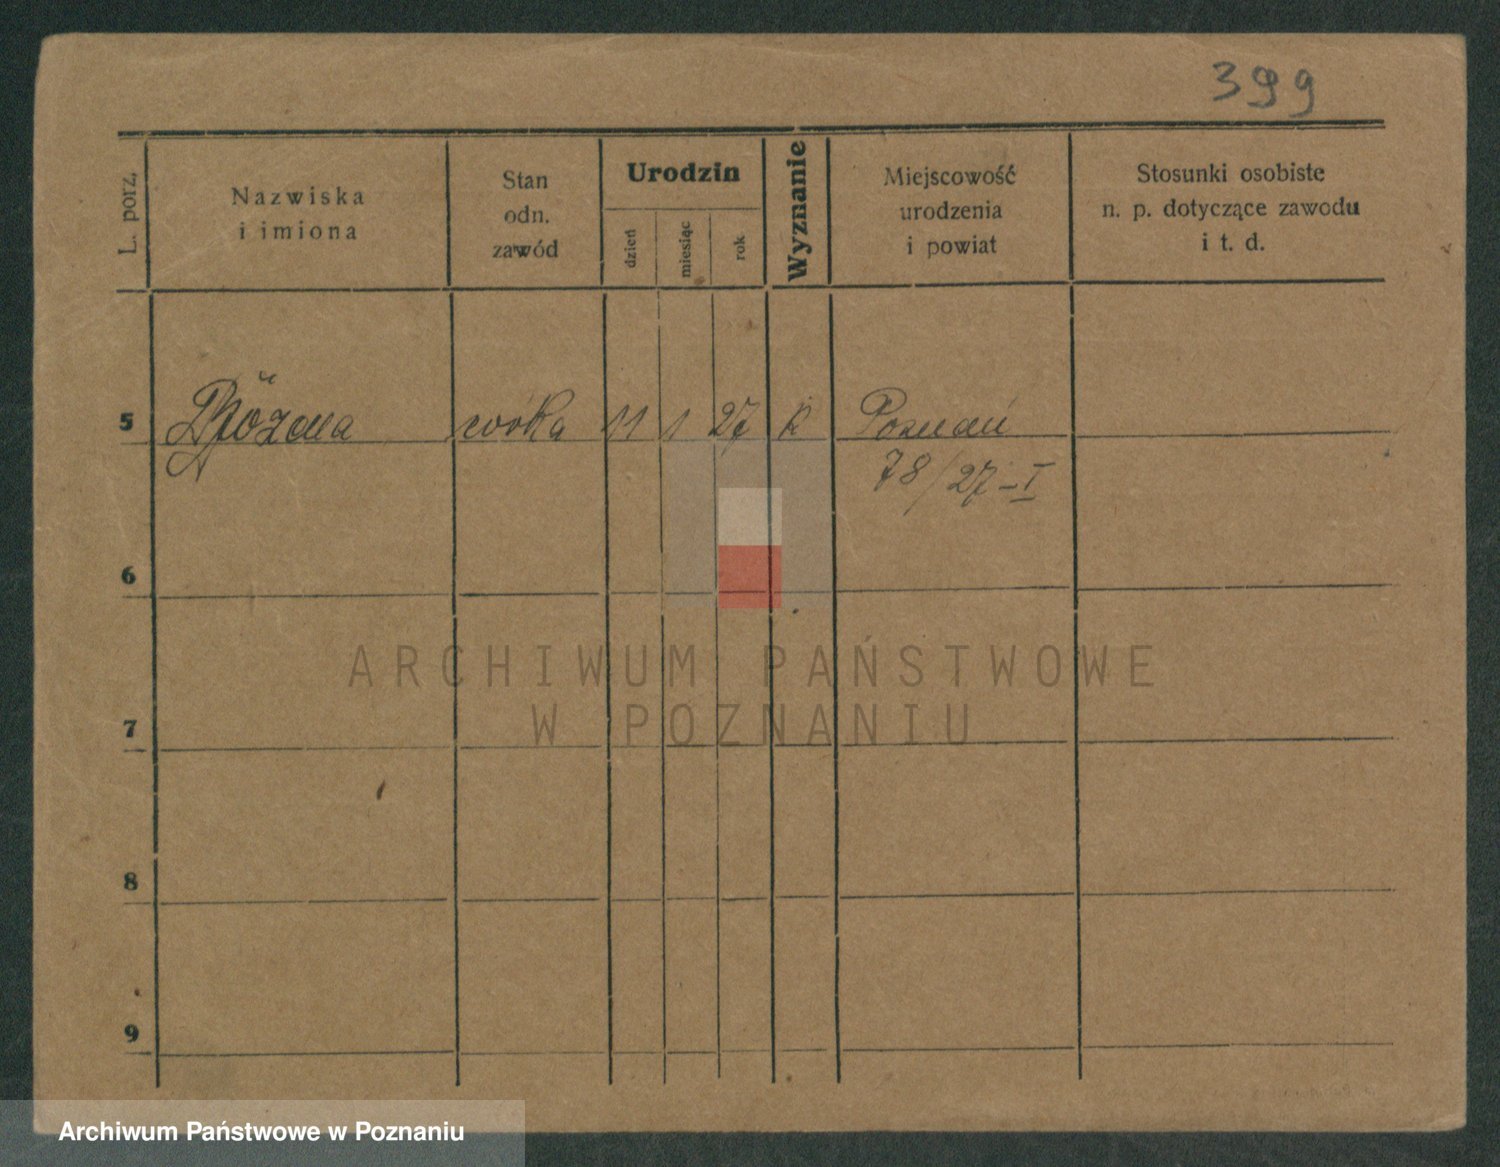 399
L. porz.
Nazwiska
i imiona
Stan
odn.
zawód
Urodzin
dzień
miesiąc
rok
Wyznanie
Miejscowość
urodzenia
i powiat
Stosunki osobiste
n. p. dotyczące zawodu
i t. d.
5 córka 11 1 27 k Poznań
78/27-I
6
7
8
9
ARCHIWUM PAŃSTWOWE
W POZNANIU
Archiwum Państwowe w Poznaniu